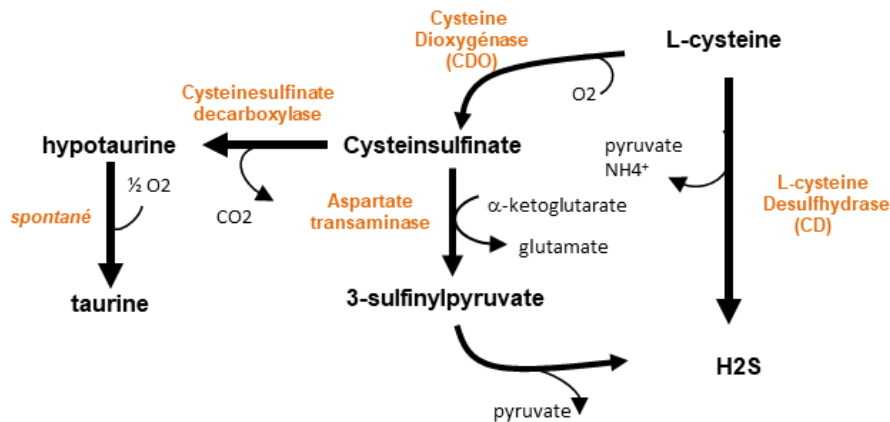 Cysteine
Dioxygénase
(CDO)
L-cysteine
O2
Cysteinesulfinate
decarboxylase
hypotaurine
Cysteinsulfinate
pyruvate
NH4⁺
½ O2
spontané
CO2
Aspartate
transaminase
α-ketoglutarate
glutamate
L-cysteine
Desulfhydrase
(CD)
taurine
3-sulfinylpyruvate
H2S
pyruvate